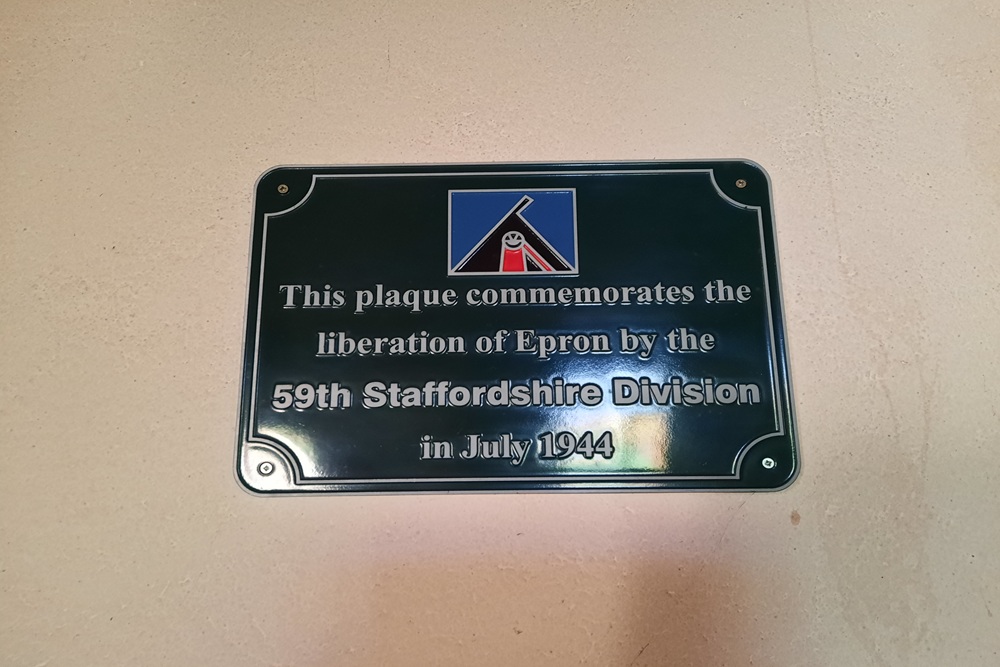 This plaque commemorates the
liberation of Epron by the
59th Staffordshire Division
in July 1944